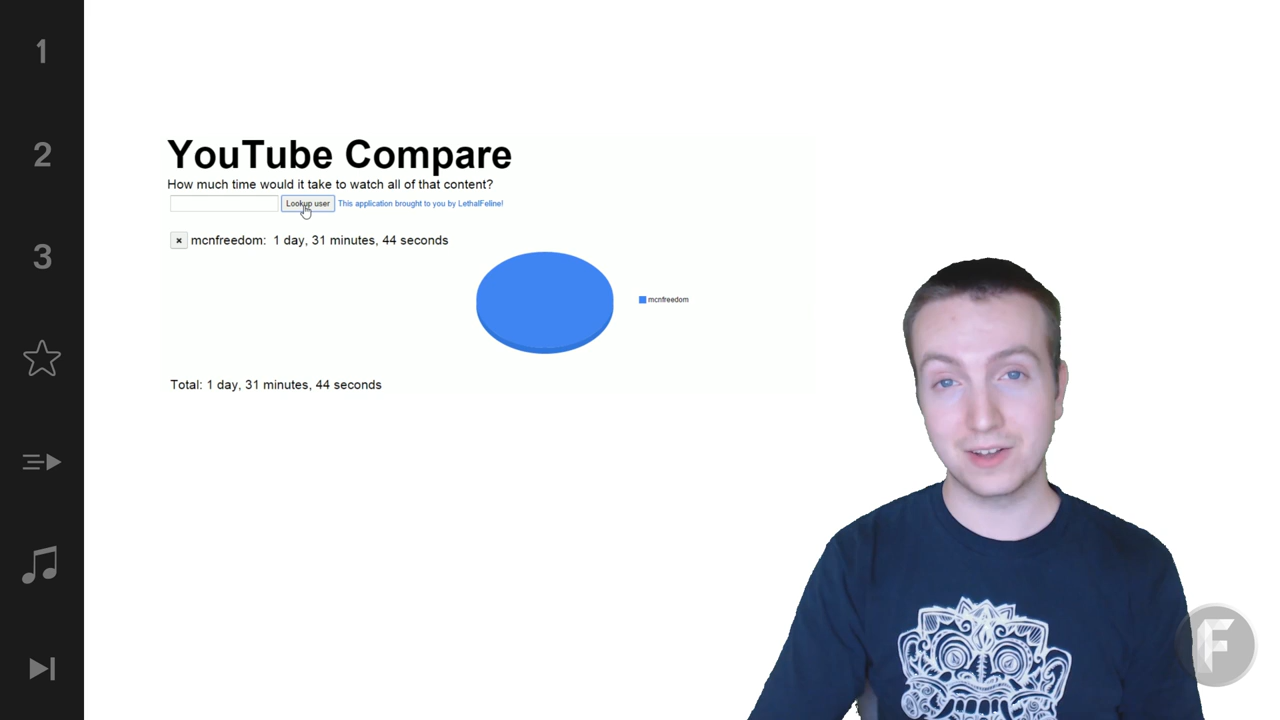 1
2
3
YouTube Compare
How much time would it take to watch all of that content?
Lookup user This application brought to you by LethalFeline!
× mcnfreedom: 1 day, 31 minutes, 44 seconds
mcnfreedom
Total: 1 day, 31 minutes, 44 seconds
F